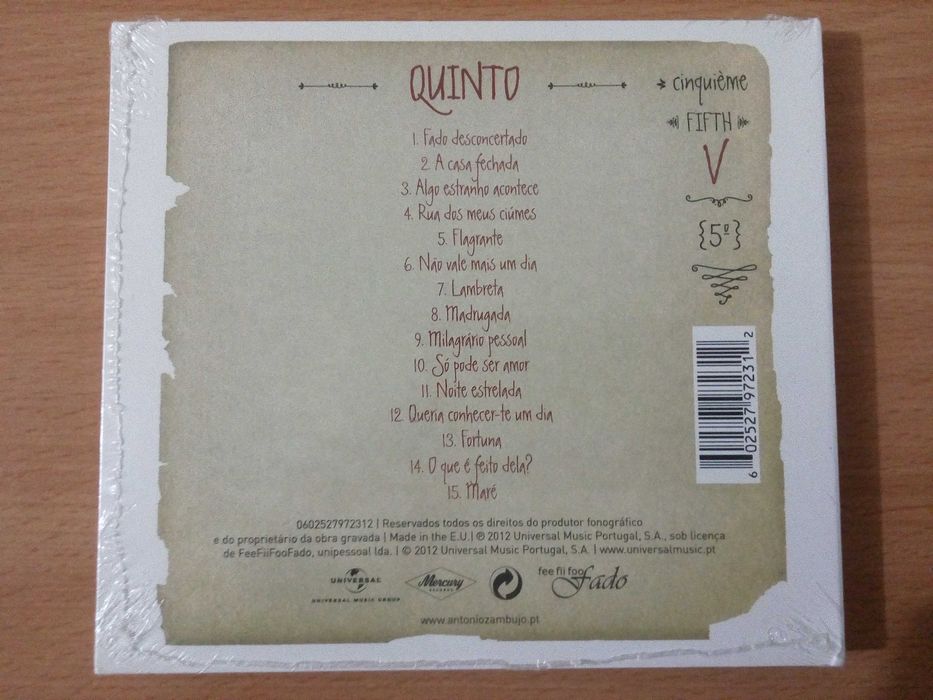 QUINTO
1. Fado desconcertado
2. A casa fechada
3. Algo estranho acontece
4. Rua dos meus ciúmes
5. Flagrante
6. Não vale mais um dia
7. Lambreta
8. Madrugada
9. Milagrário pessoal
10. Só pode ser amor
11. Noite estrelada
12. Queria conhecer-te um dia
13. Fortuna
14. O que é feito dela?
15. Maré
cinquième
FIFTH
V
{5º}
6 02527 97231 2
0602527972312 | Reservados todos os direitos do produtor fonográfico
e do proprietário da obra gravada | Made in the E.U. | ℗ 2012 Universal Music Portugal, S.A., sob licença
de FeeFiiFooFado, unipessoal lda. | © 2012 Universal Music Portugal, S.A. | www.universalmusic.pt
UNIVERSAL
UNIVERSAL MUSIC GROUP
Mercury
RECORDS
fee fii foo
Fado
www.antoniozambujo.pt